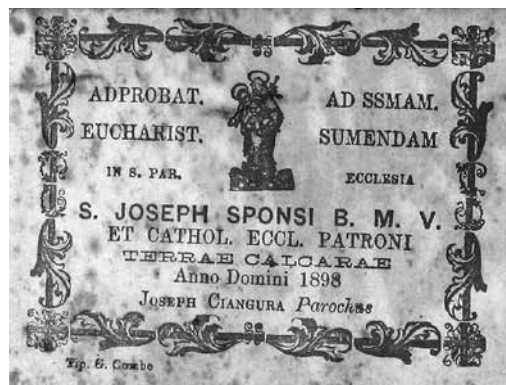 ADPROBAT. AD SSMAM.
EUCHARIST. SUMENDAM
IN S. PAR. ECCLESIA
S. JOSEPH SPONSI B. M. V.
ET CATHOL. ECCL. PATRONI
TERRAE CALCARAE
Anno Domini 1898
JOSEPH CIANGURA Parochus
Tip. G. Combo